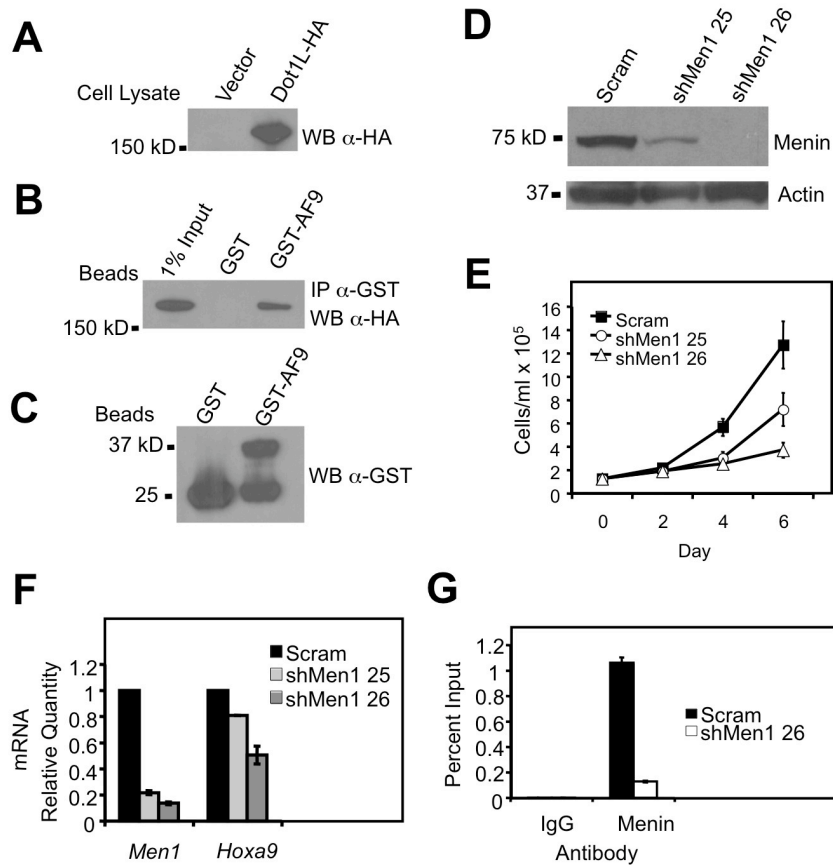 A
Cell Lysate
Vector
Dot1L-HA
150 kD
WB α-HA
B
Beads
1% Input
GST
GST-AF9
150 kD
IP α-GST
WB α-HA
C
Beads
GST
GST-AF9
37 kD
25
WB α-GST
D
Scram
shMen1 25
shMen1 26
75 kD
Menin
37
Actin
E
Cells/ml x 10⁵
16
14
12
10
8
6
4
2
0
Scram
shMen1 25
shMen1 26
0 2 4 6
Day
F
mRNA
Relative Quantity
1.2
1
0.8
0.6
0.4
0.2
0
Scram
shMen1 25
shMen1 26
Men1 Hoxa9
G
Percent Input
1.2
1
0.8
0.6
0.4
0.2
0
Scram
shMen1 26
IgG Menin
Antibody